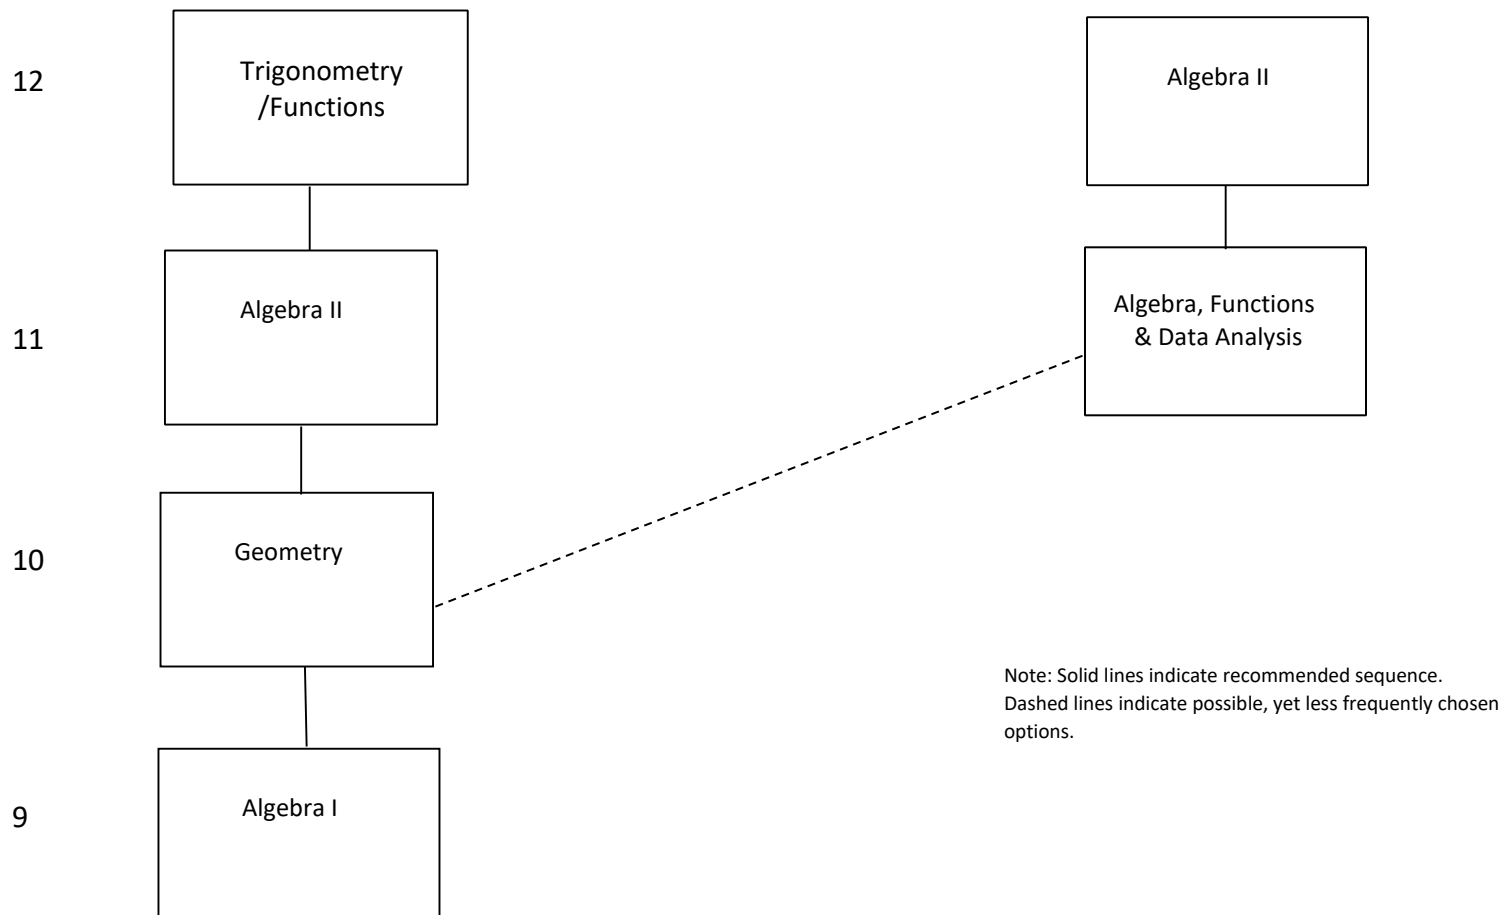 12
Trigonometry
/Functions
Algebra II
11
Algebra II
Algebra, Functions
& Data Analysis
10
Geometry
Note: Solid lines indicate recommended sequence.
Dashed lines indicate possible, yet less frequently chosen
options.
9
Algebra I